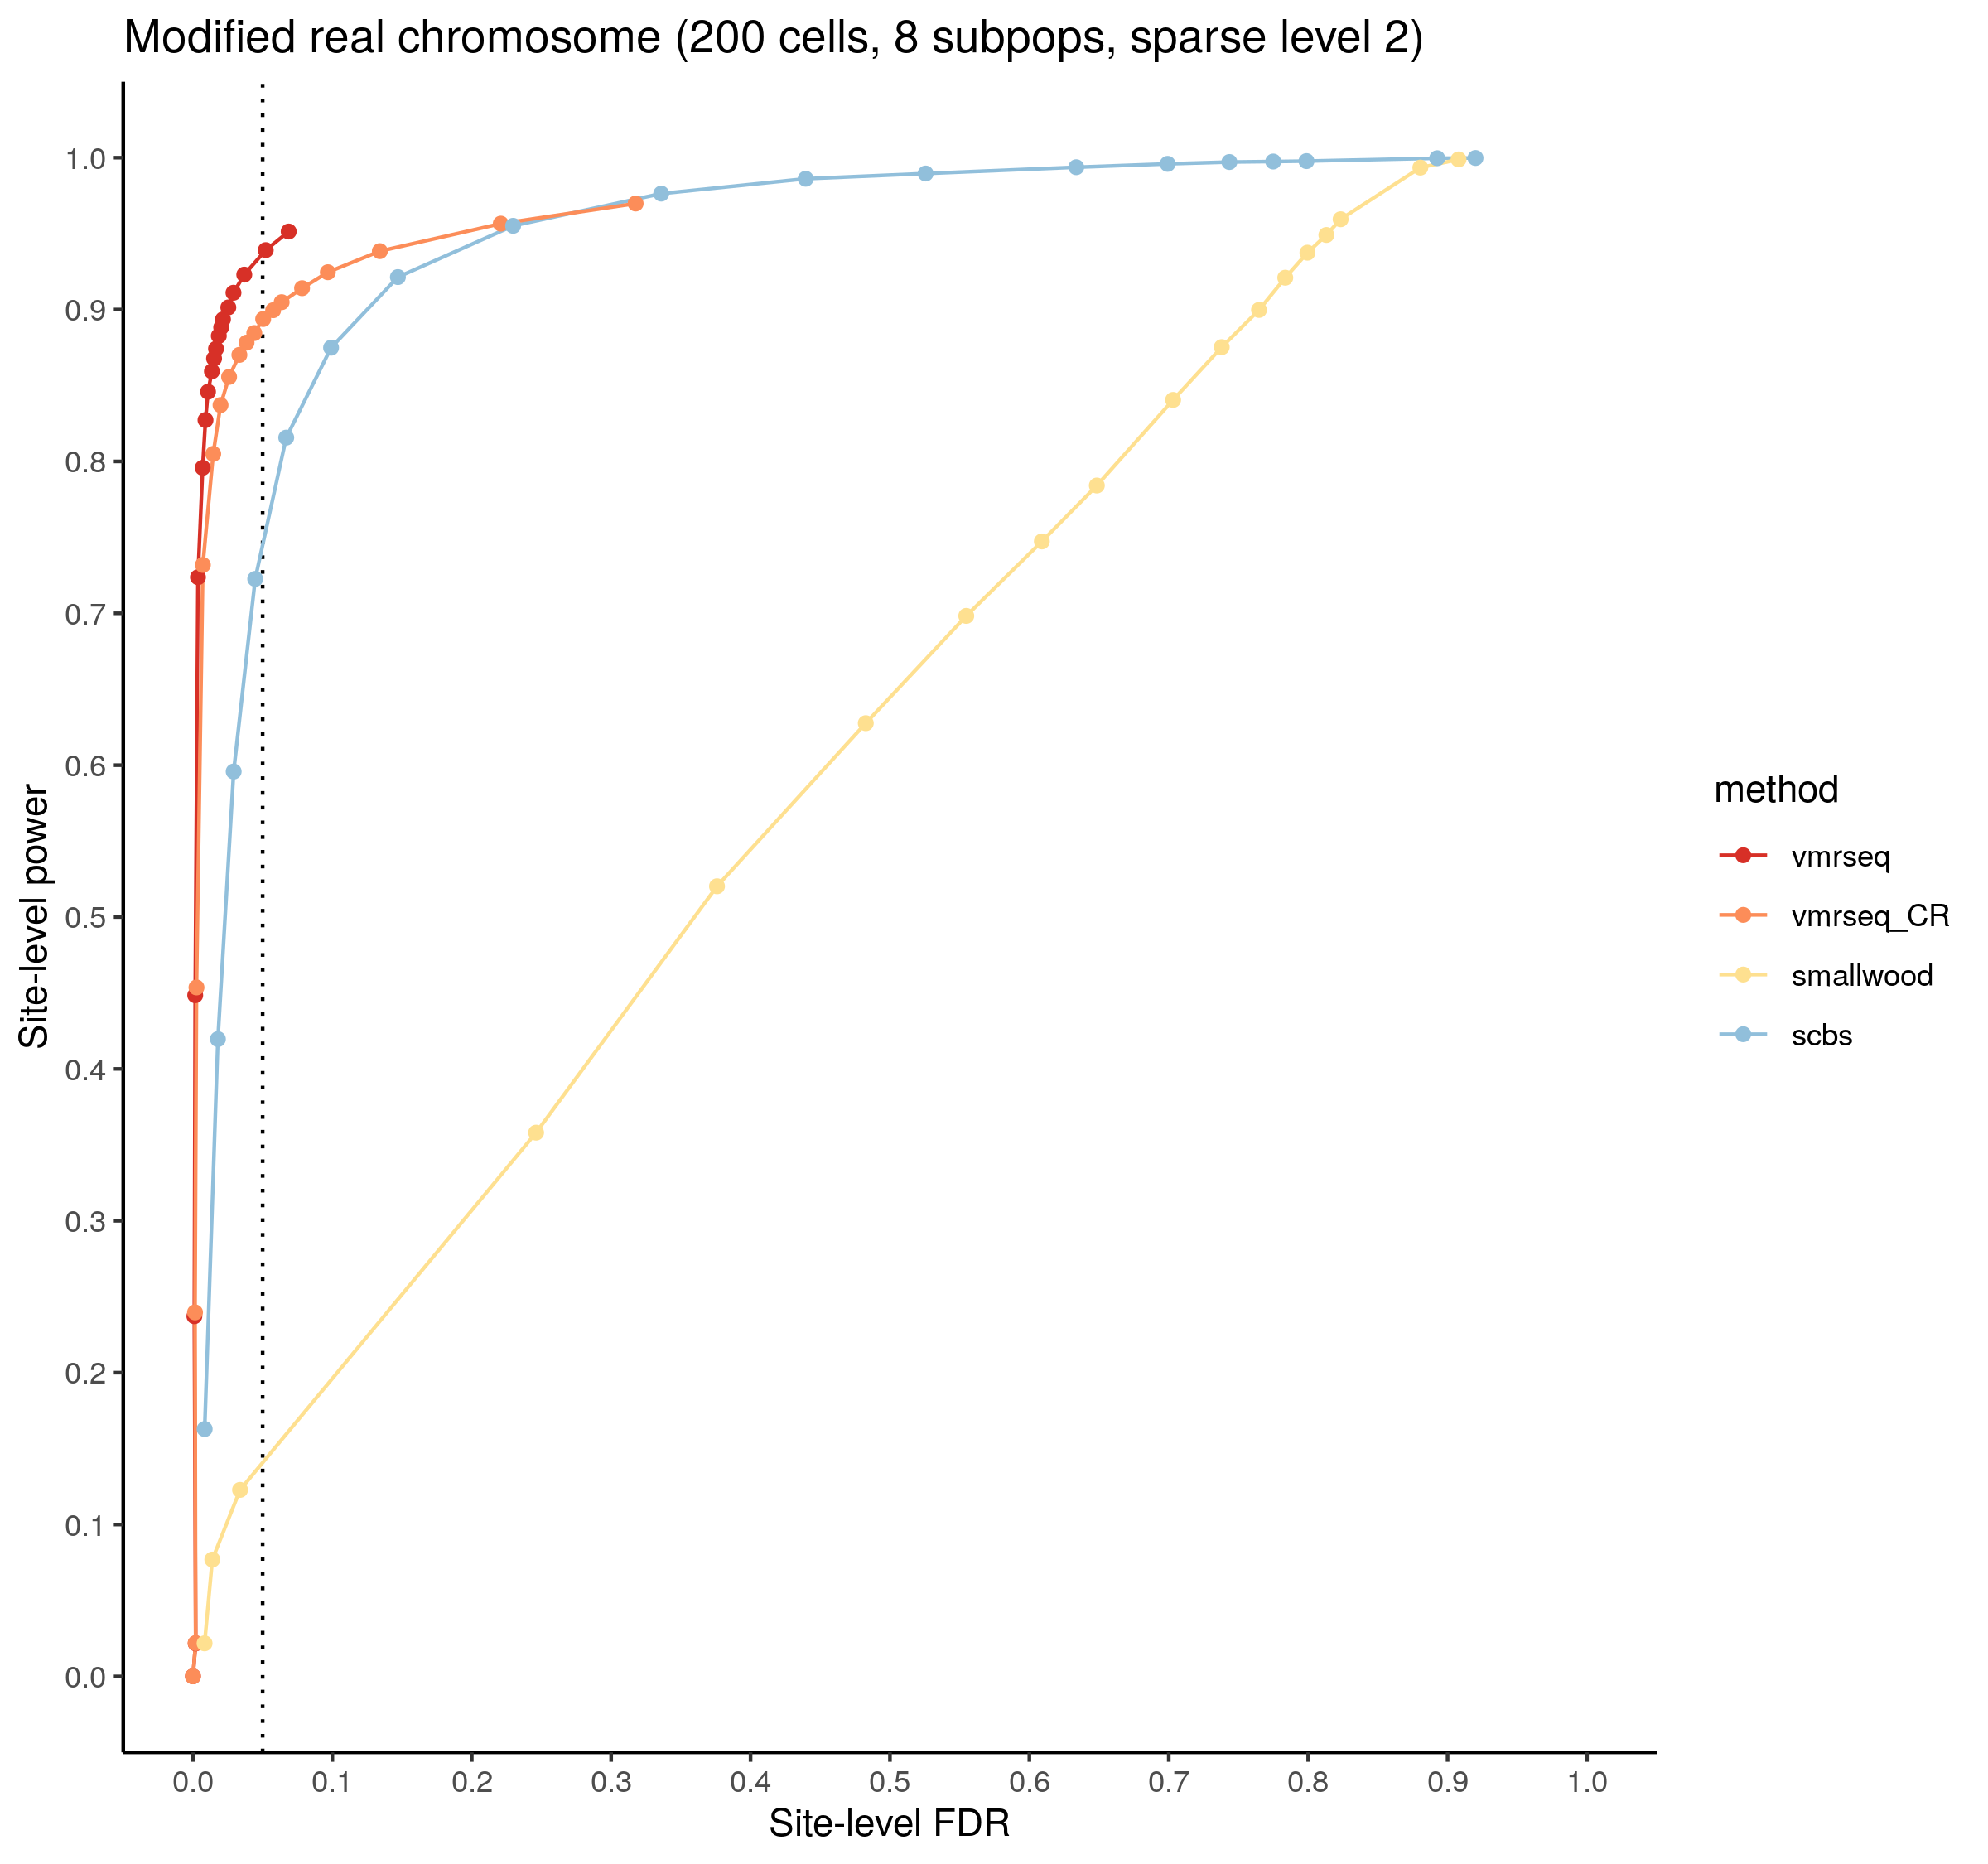 Modified real chromosome (200 cells, 8 subpops, sparse level 2)
Site-level power
1.0
0.9
0.8
0.7
0.6
0.5
0.4
0.3
0.2
0.1
0.0
0.0 0.1 0.2 0.3 0.4 0.5 0.6 0.7 0.8 0.9 1.0
Site-level FDR
method
vmrseq
vmrseq_CR
smallwood
scbs